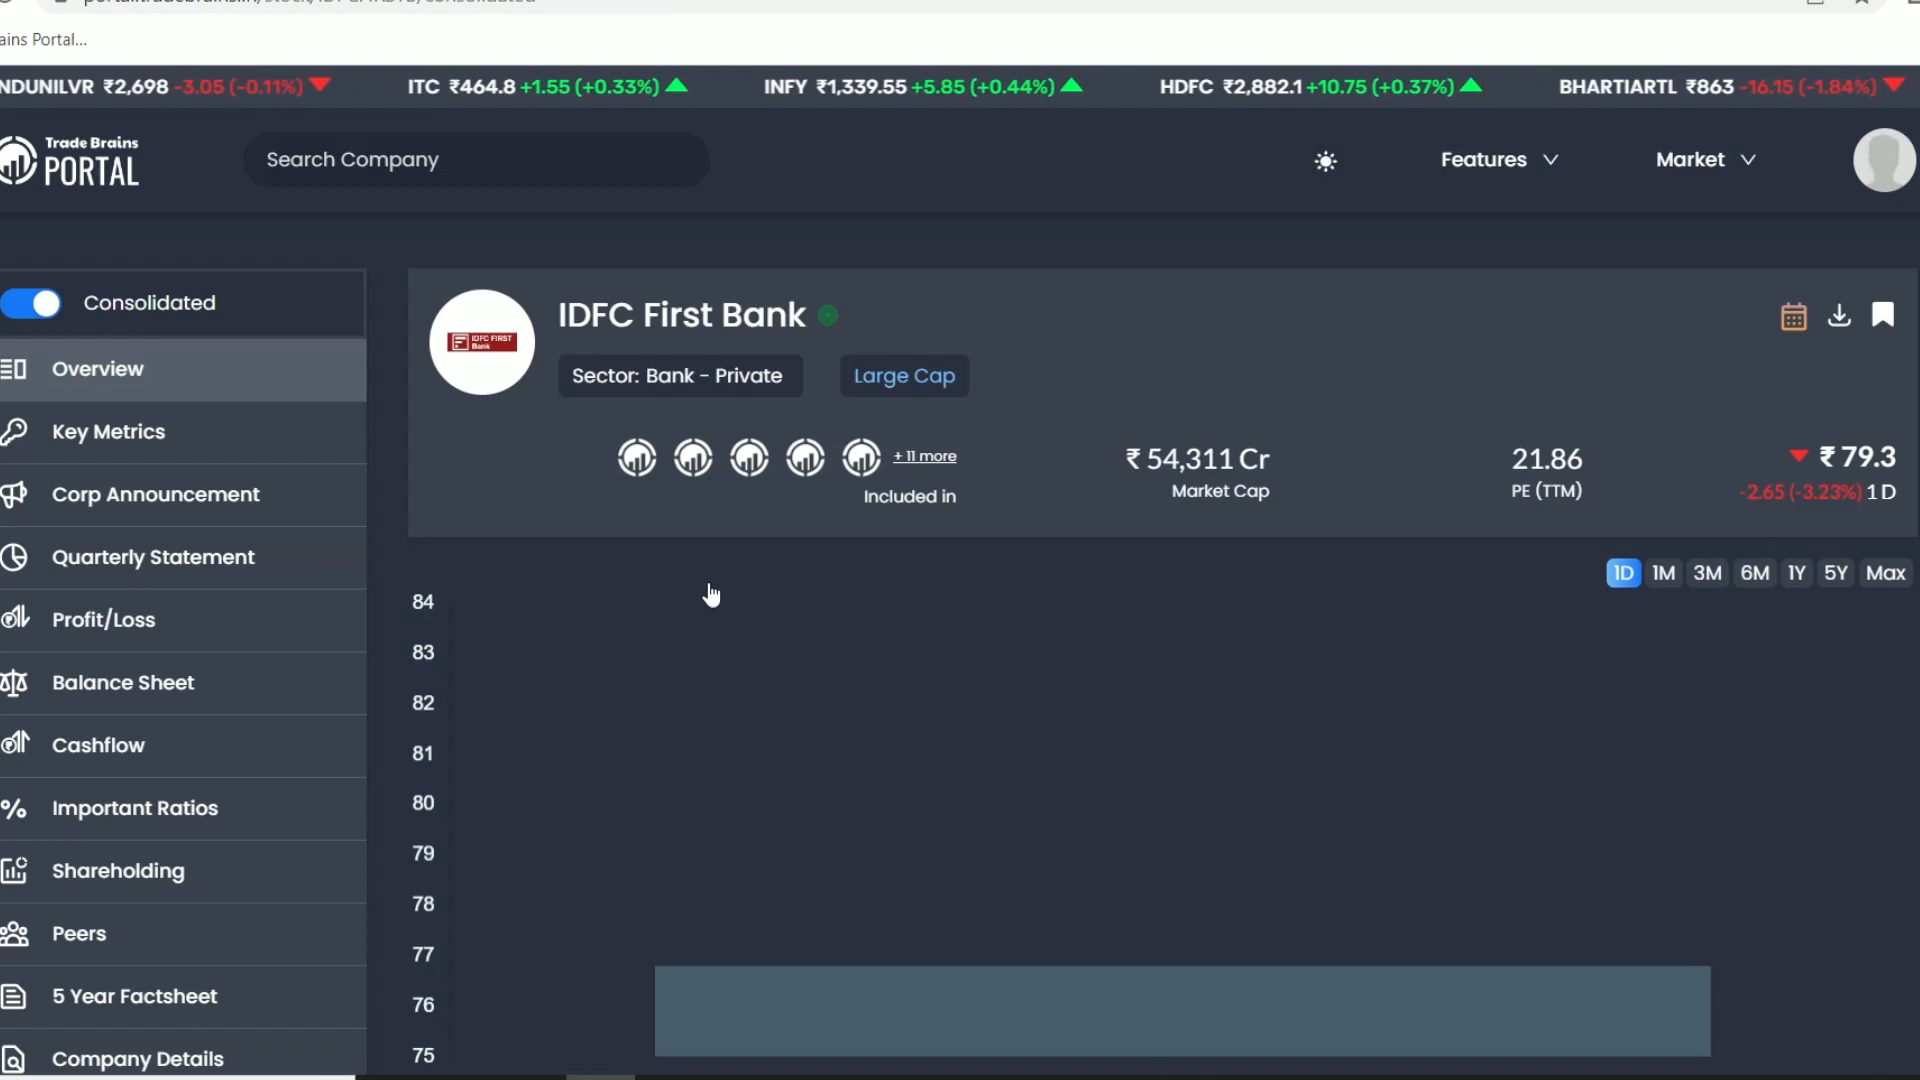 ains Portal...
NDUNILVR ₹2,698 -3.05 (-0.11%) ITC ₹464.8 +1.55 (+0.33%) INFY ₹1,339.55 +5.85 (+0.44%) HDFC ₹2,882.1 +10.75 (+0.37%) BHARTIARTL ₹863 -16.15 (-1.84%)
Trade Brains
PORTAL
Search Company
Features
Market
Consolidated
Overview
Key Metrics
Corp Announcement
Quarterly Statement
Profit/Loss
Balance Sheet
Cashflow
Important Ratios
Shareholding
Peers
5 Year Factsheet
Company Details
IDFC FIRST
Bank
IDFC First Bank
Sector: Bank - Private
Large Cap
+ 11 more
Included in
₹ 54,311 Cr
Market Cap
21.86
PE (TTM)
₹ 79.3
-2.65 (-3.23%) 1 D
1D 1M 3M 6M 1Y 5Y Max
84
83
82
81
80
79
78
77
76
75